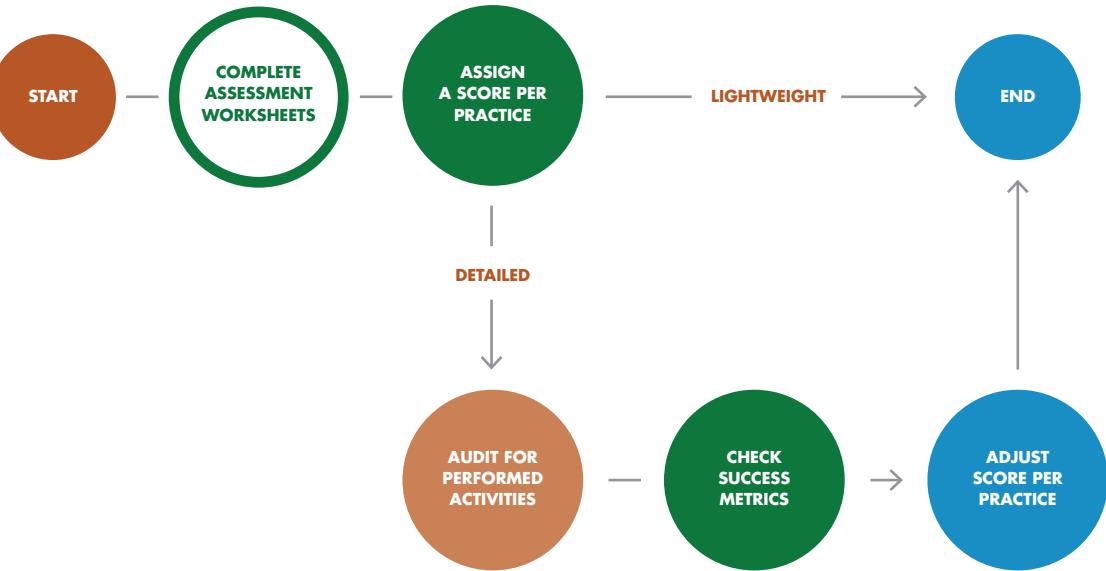 START
COMPLETE
ASSESSMENT
WORKSHEETS
ASSIGN
A SCORE PER
PRACTICE
LIGHTWEIGHT
END
DETAILED
AUDIT FOR
PERFORMED
ACTIVITIES
CHECK
SUCCESS
METRICS
ADJUST
SCORE PER
PRACTICE